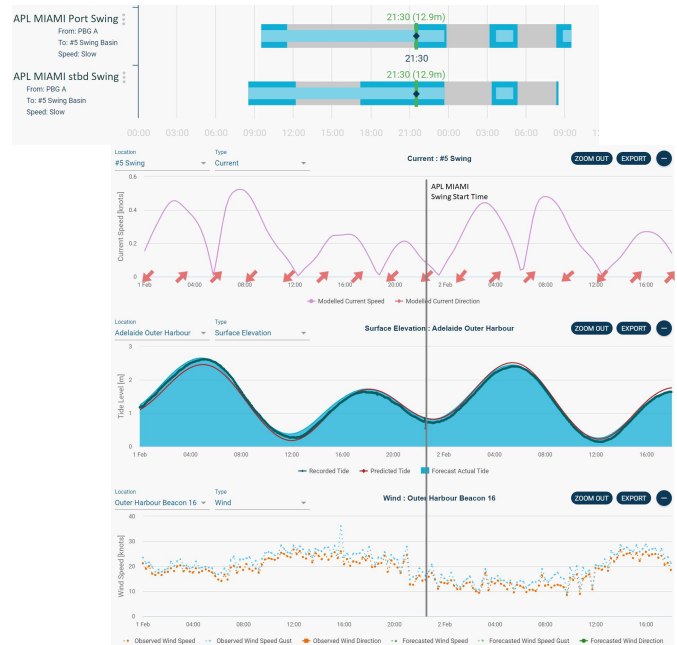 APL MIAMI Port Swing
From: PBG A
To: #5 Swing Basin
Speed: Slow
21:30 (12.9m)
21:30
APL MIAMI stbd Swing
From: PBG A
To: #5 Swing Basin
Speed: Slow
21:30 (12.9m)
00:00 03:00 06:00 09:00 12:00 15:00 18:00 21:00 00:00 03:00 06:00 09:00 12
Location
#5 Swing
Type
Current
Current : #5 Swing
ZOOM OUT EXPORT
APL MIAMI
Swing Start Time
Current Speed [knots]
0.6
0.4
0.2
0
1 Feb 04:00 08:00 12:00 16:00 20:00 2 Feb 04:00 08:00 12:00 16:00
Modelled Current Speed Modelled Current Direction
Location
Adelaide Outer Harbour
Type
Surface Elevation
Surface Elevation : Adelaide Outer Harbour
ZOOM OUT EXPORT
Tide Level [m]
3
2
1
0
1 Feb 04:00 08:00 12:00 16:00 20:00 2 Feb 04:00 08:00 12:00 16:00
Recorded Tide Predicted Tide Forecast Actual Tide
Location
Outer Harbour Beacon 16
Type
Wind
Wind : Outer Harbour Beacon 16
ZOOM OUT EXPORT
Wind Speed [knots]
40
30
20
10
0
1 Feb 04:00 08:00 12:00 16:00 20:00 2 Feb 04:00 08:00 12:00 16:00
Observed Wind Speed Observed Wind Speed Gust Observed Wind Direction Forecasted Wind Speed Forecasted Wind Speed Gust Forecasted Wind Direction